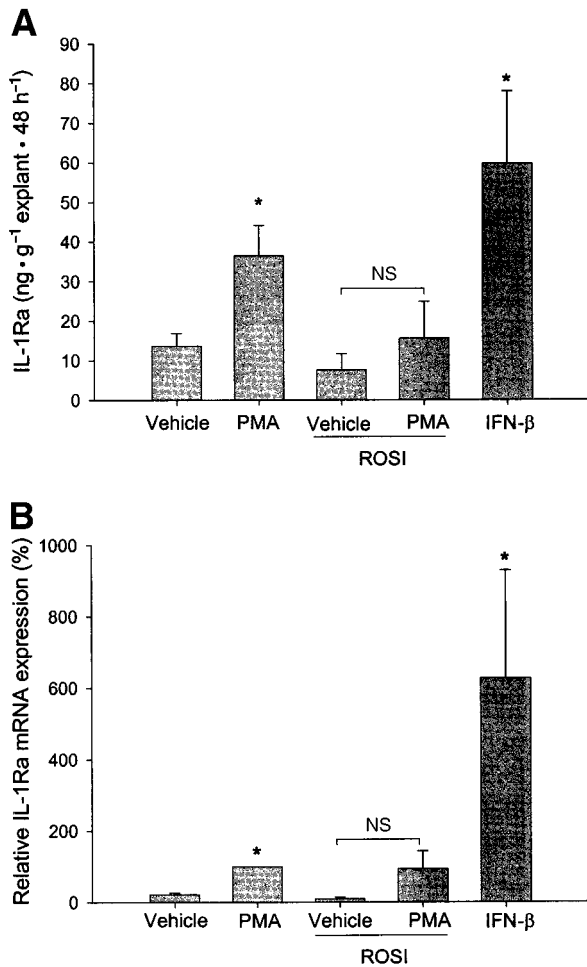 A
IL-1Ra (ng • g⁻¹ explant • 48 h⁻¹)
90
80
70
60
50
40
30
20
10
0
*
NS
*
Vehicle PMA Vehicle PMA IFN-β
ROSI
B
Relative IL-1Ra mRNA expression (%)
1000
800
600
400
200
0
*
NS
*
Vehicle PMA Vehicle PMA IFN-β
ROSI